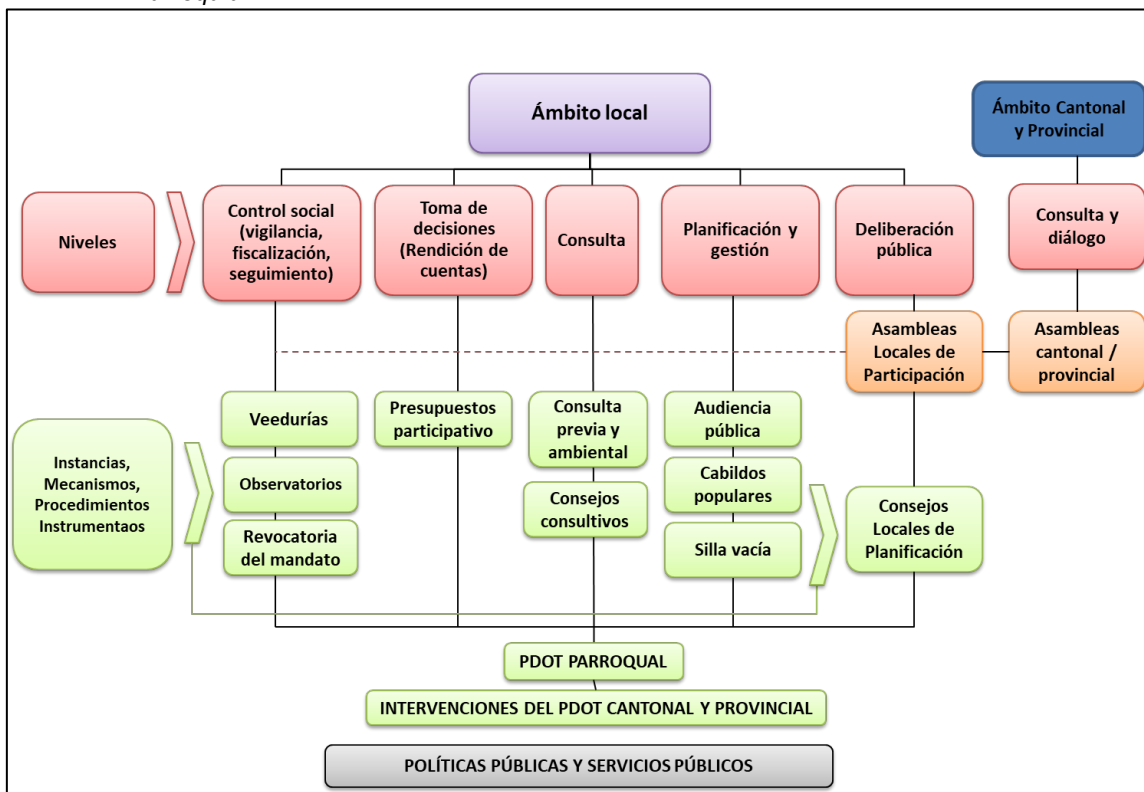 Ámbito local
Ámbito Cantonal
y Provincial
Niveles
Control social
(vigilancia,
fiscalización,
seguimiento)
Toma de
decisiones
(Rendición de
cuentas)
Consulta
Planificación y
gestión
Deliberación
pública
Consulta y
diálogo
Asambleas
Locales de
Participación
Asambleas
cantonal /
provincial
Instancias,
Mecanismos,
Procedimientos
Instrumentaos
Veedurías
Observatorios
Revocatoria
del mandato
Presupuestos
participativo
Consulta
previa y
ambiental
Consejos
consultivos
Audiencia
pública
Cabildos
populares
Silla vacía
Consejos
Locales de
Planificación
PDOT PARROQUAL
INTERVENCIONES DEL PDOT CANTONAL Y PROVINCIAL
POLÍTICAS PÚBLICAS Y SERVICIOS PÚBLICOS